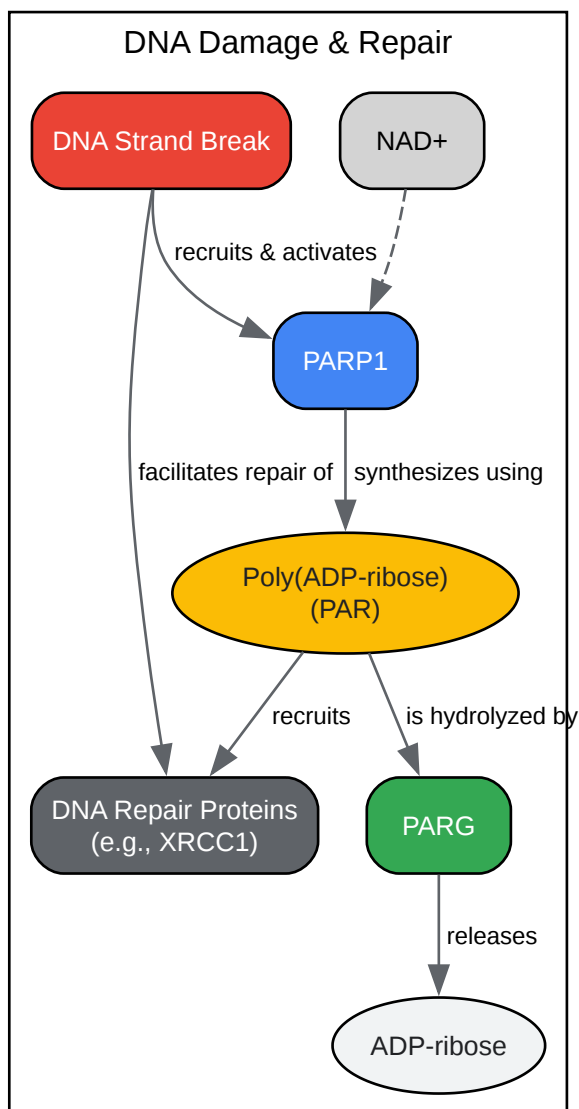 DNA Damage & Repair
DNA Strand Break
NAD+
recruits & activates
PARP1
facilitates repair of
synthesizes using
Poly(ADP-ribose)
(PAR)
recruits
is hydrolyzed by
DNA Repair Proteins
(e.g., XRCC1)
PARG
releases
ADP-ribose